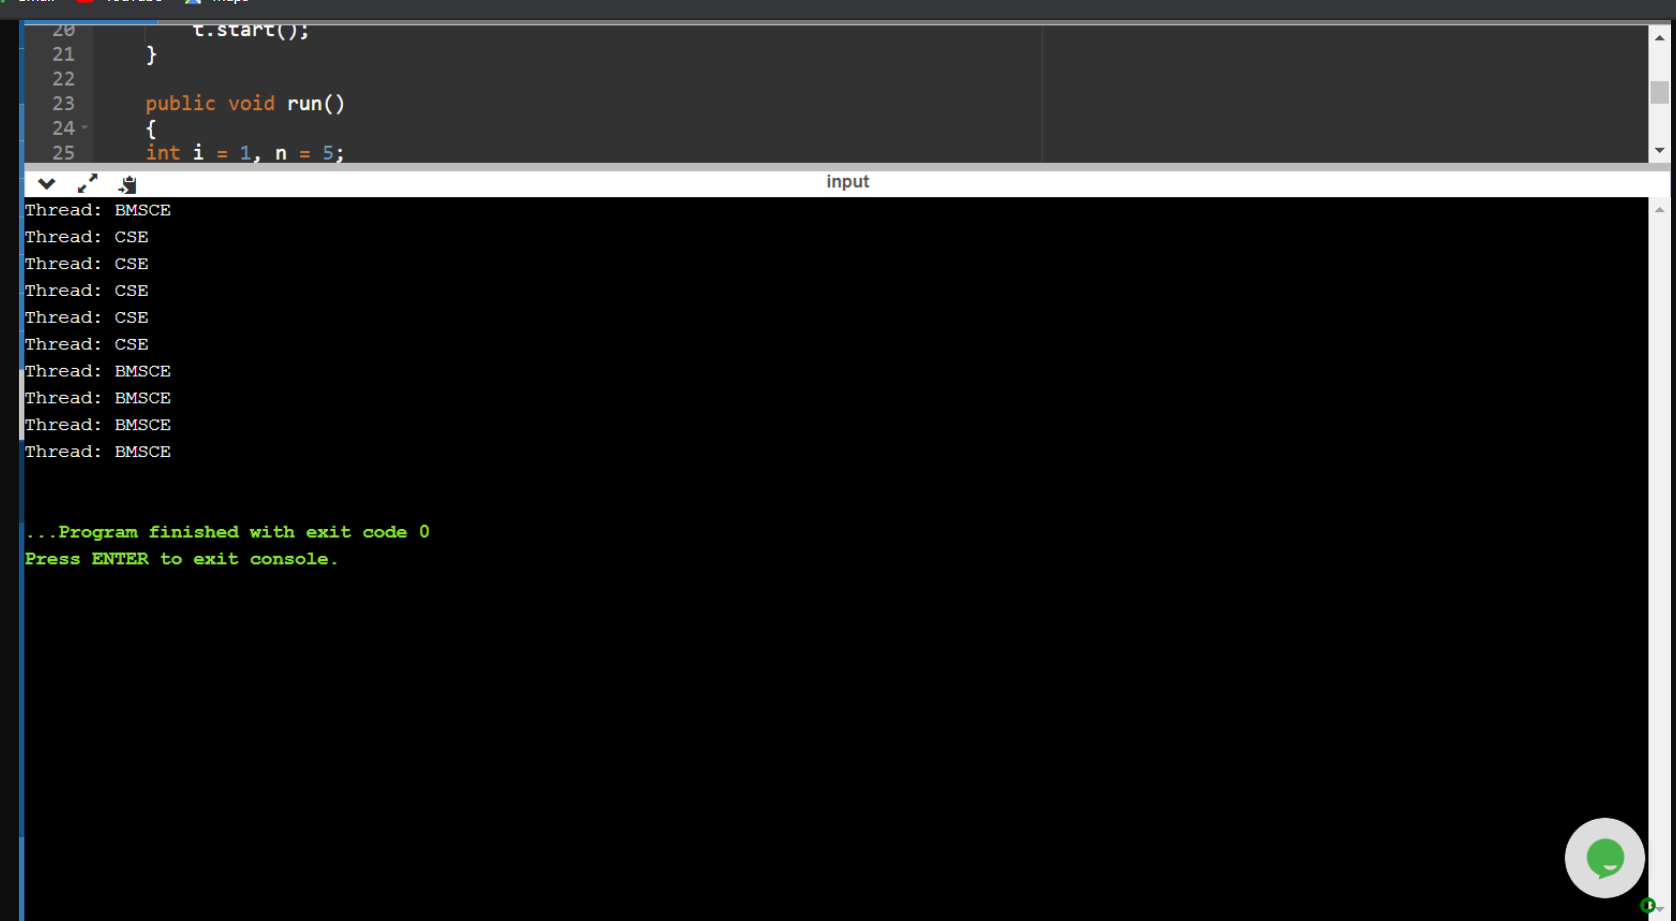 20 t.start();
21 }
22
23 public void run()
24 {
25 int i = 1, n = 5;
input
Thread: BMSCE
Thread: CSE
Thread: CSE
Thread: CSE
Thread: CSE
Thread: CSE
Thread: BMSCE
Thread: BMSCE
Thread: BMSCE
Thread: BMSCE
...Program finished with exit code 0
Press ENTER to exit console.